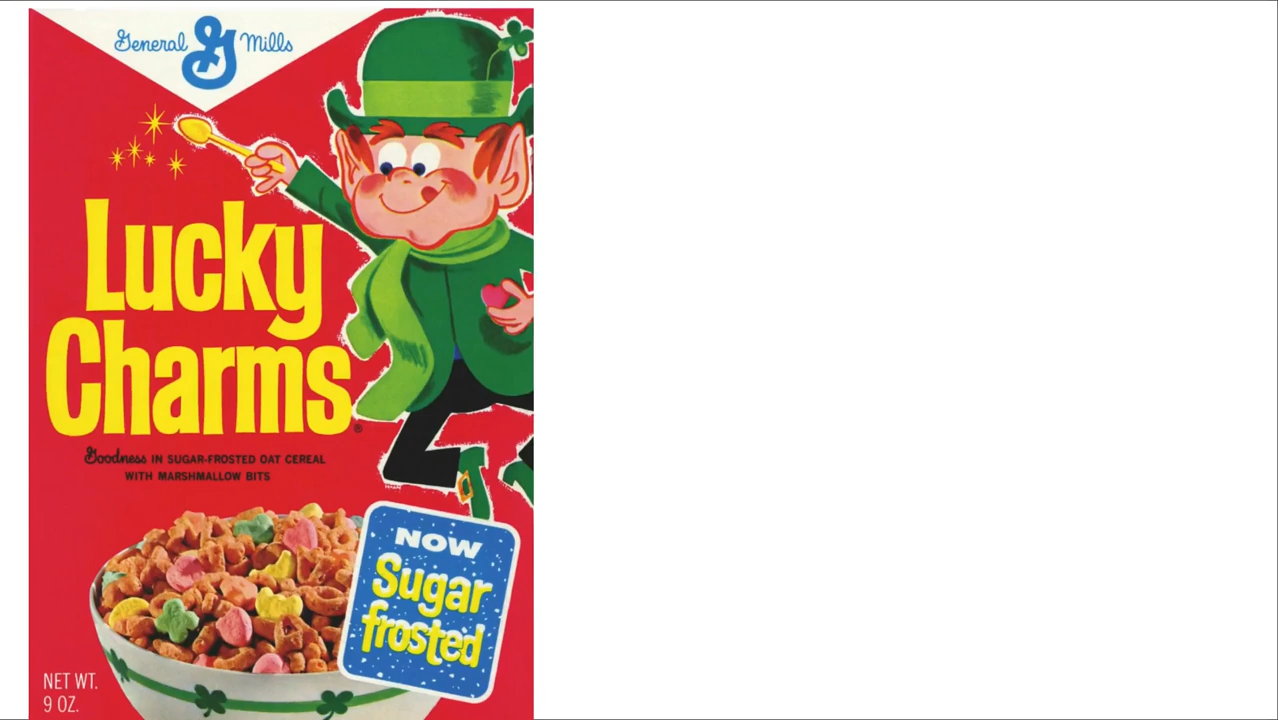 General Mills
Lucky
Charms®
Goodness IN SUGAR-FROSTED OAT CEREAL
WITH MARSHMALLOW BITS
NOW
Sugar
frosted
NET WT.
9 OZ.